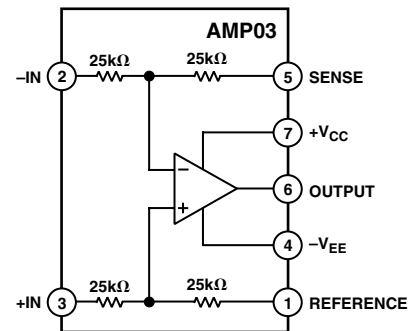 AMP03
25kΩ 25kΩ
–IN 2 5 SENSE
7 +VCC
–
6 OUTPUT
+
4 –VEE
25kΩ 25kΩ
+IN 3 1 REFERENCE